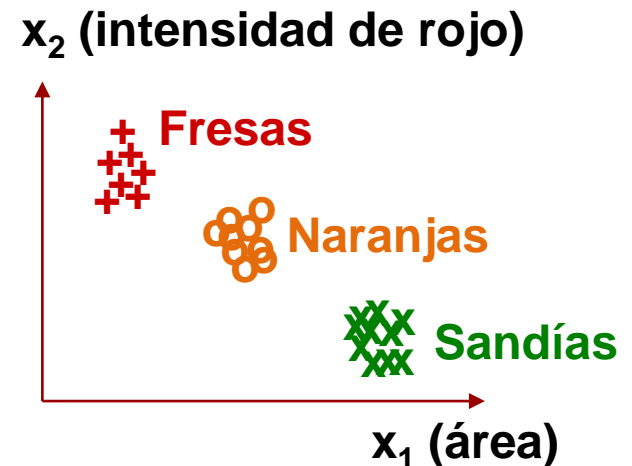 x₂ (intensidad de rojo)
Fresas
Naranjas
Sandías
x₁ (área)